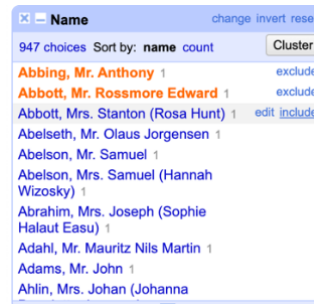 Name change invert rese
947 choices Sort by: name count Cluster
Abbing, Mr. Anthony 1 exclude
Abbott, Mr. Rossmore Edward 1 exclude
Abbott, Mrs. Stanton (Rosa Hunt) 1 edit include
Abelseth, Mr. Olaus Jorgensen 1
Abelson, Mr. Samuel 1
Abelson, Mrs. Samuel (Hannah
Wizosky) 1
Abrahim, Mrs. Joseph (Sophie
Halaut Easu) 1
Adahl, Mr. Mauritz Nils Martin 1
Adams, Mr. John 1
Ahlin, Mrs. Johan (Johanna